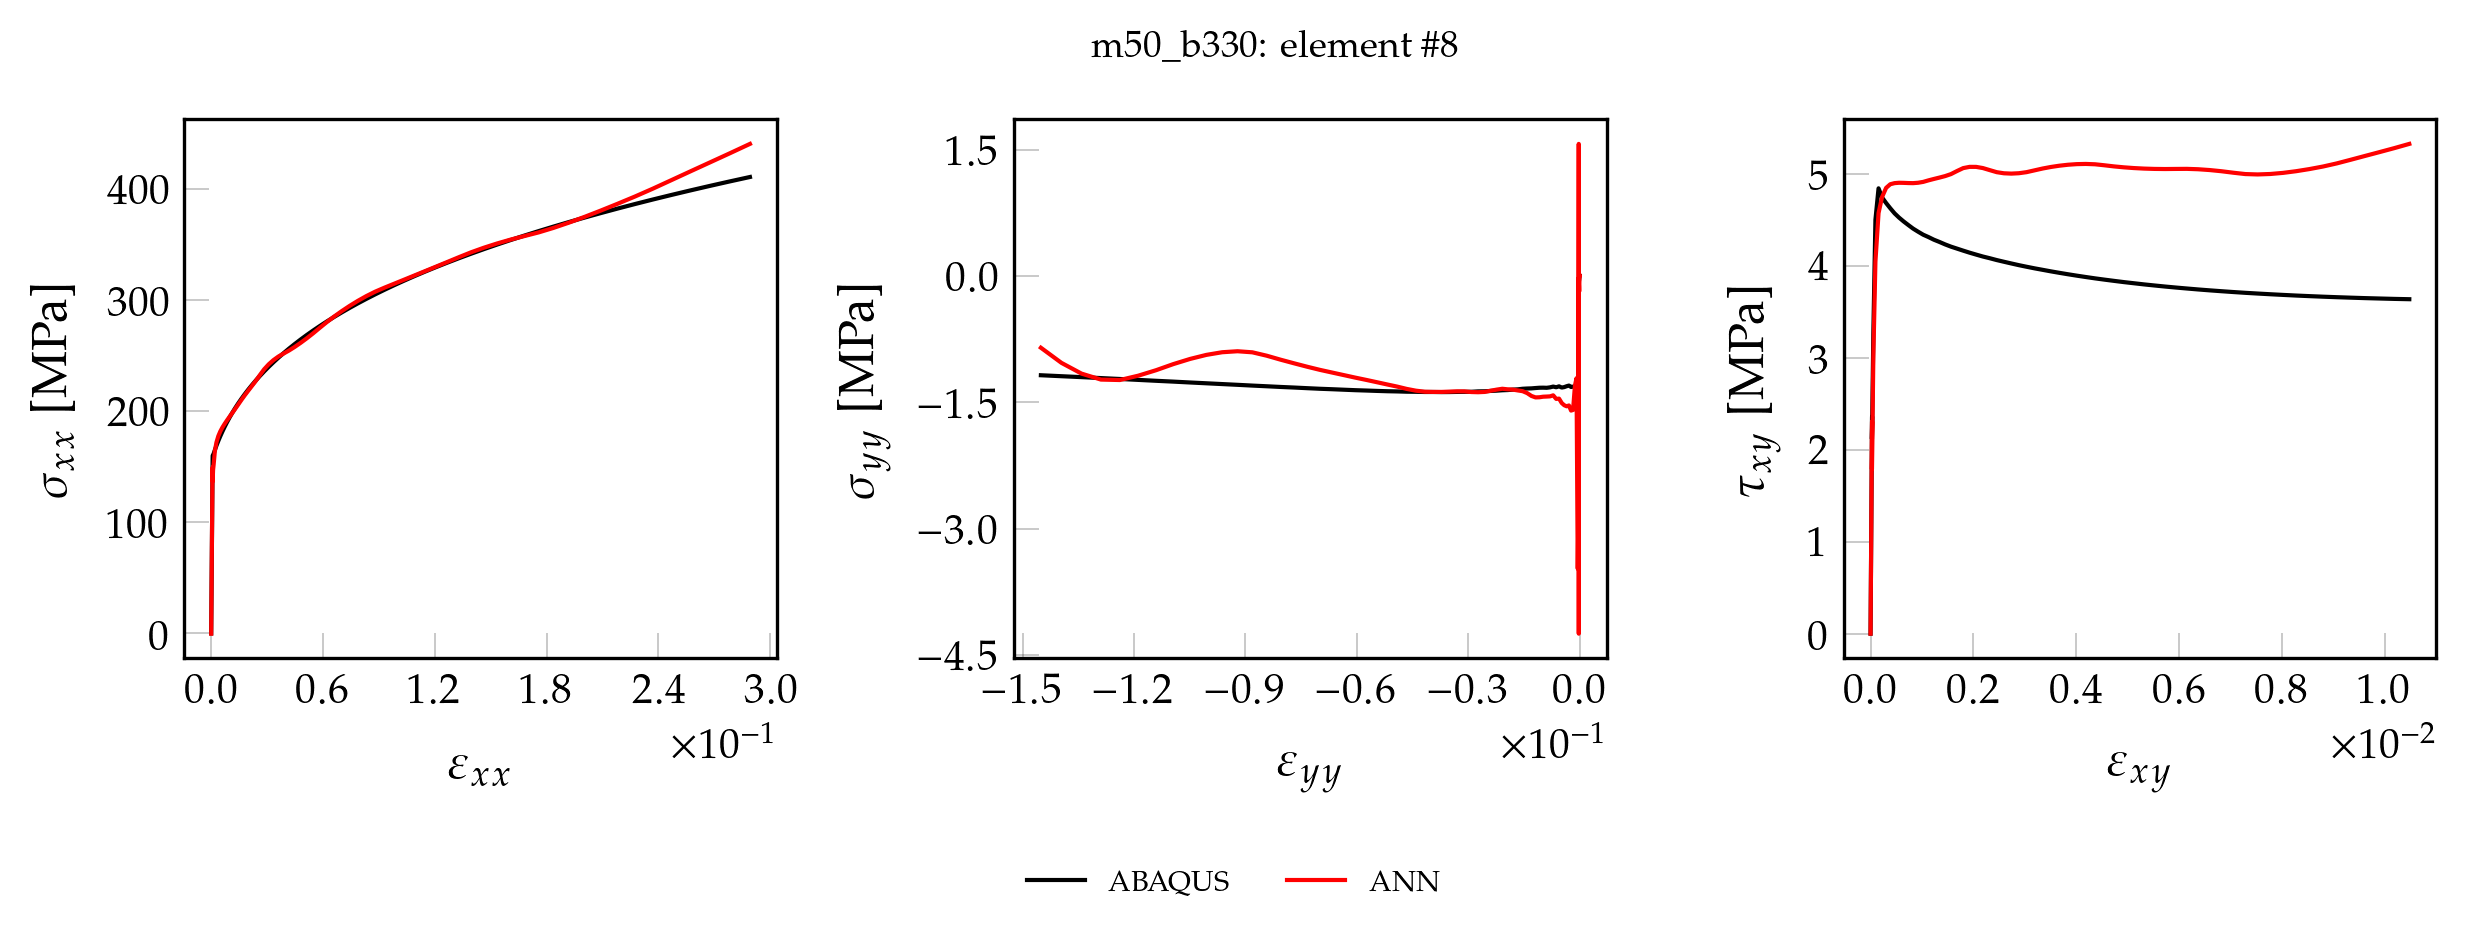 m50_b330: element #8
σxx [MPa]
400
300
200
100
0
0.0 0.6 1.2 1.8 2.4 3.0
×10−1
εxx
σyy [MPa]
1.5
0.0
−1.5
−3.0
−4.5
−1.5 −1.2 −0.9 −0.6 −0.3 0.0
×10−1
εyy
τxy [MPa]
5
4
3
2
1
0
0.0 0.2 0.4 0.6 0.8 1.0
×10−2
εxy
ABAQUS ANN